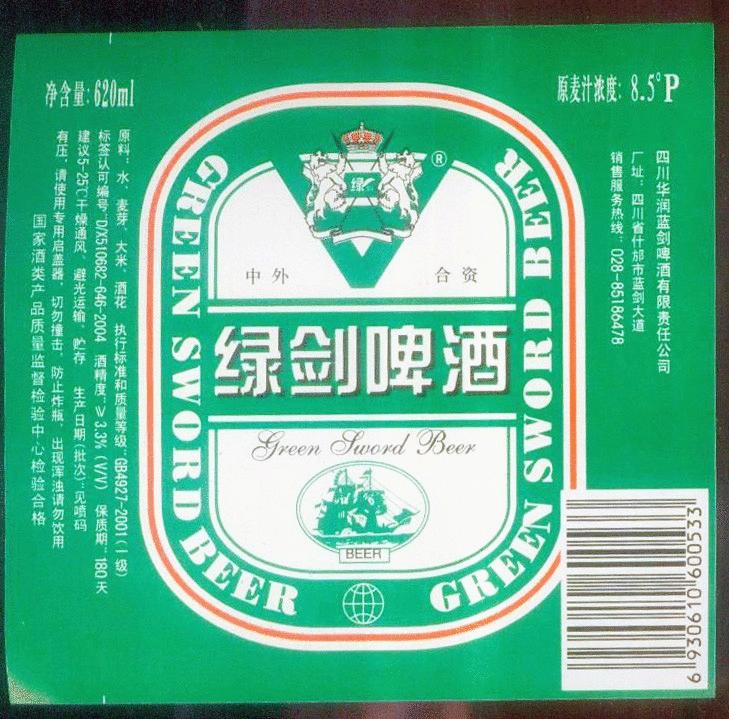 净含量: 620ml
原麦汁浓度: 8.5°P
原料: 水、麦芽、大米、酒花 执行标准和质量等级: GB4927-2001(一级)
标签认可编号: 0/X510682-646-2004 酒精度: ≥3.3%(V/V) 保质期: 180天
建议5-25℃干燥通风、避光运输、贮存 生产日期(批次): 见喷码
有压, 请使用专用启盖器, 切勿撞击, 防止炸瓶, 出现浑浊请勿饮用
国家酒类产品质量监督检验中心检验合格
GREEN SWORD BEER
GREEN SWORD BEER
绿
®
中外 合资
绿剑啤酒
Green Sword Beer
BEER
四川华润蓝剑啤酒有限责任公司
厂址: 四川省什邡市蓝剑大道
销售服务热线: 028-85186478
6 930610 600533